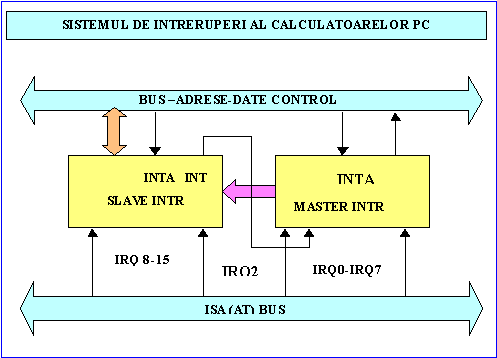 SISTEMUL DE INTRERUPERI AL CALCULATOARELOR PC
BUS –ADRESE-DATE CONTROL
INTA INT
SLAVE INTR
INTA
MASTER INTR
IRQ 8-15
IRQ2
IRQ0-IRQ7
ISA (AT) BUS